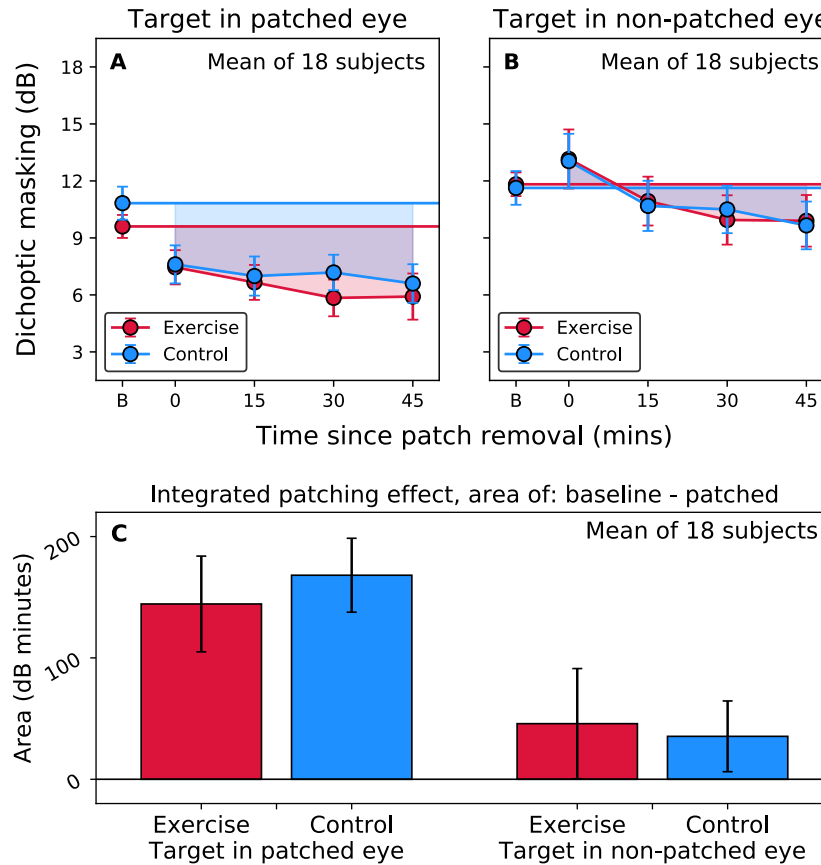 Target in patched eye
Target in non-patched eye
A
Mean of 18 subjects
B
Mean of 18 subjects
Dichoptic masking (dB)
18
15
12
9
6
3
Exercise
Control
Exercise
Control
B 0 15 30 45
B 0 15 30 45
Time since patch removal (mins)
Integrated patching effect, area of: baseline - patched
C
Mean of 18 subjects
Area (dB minutes)
200
100
0
Exercise Control Exercise Control
Target in patched eye Target in non-patched eye